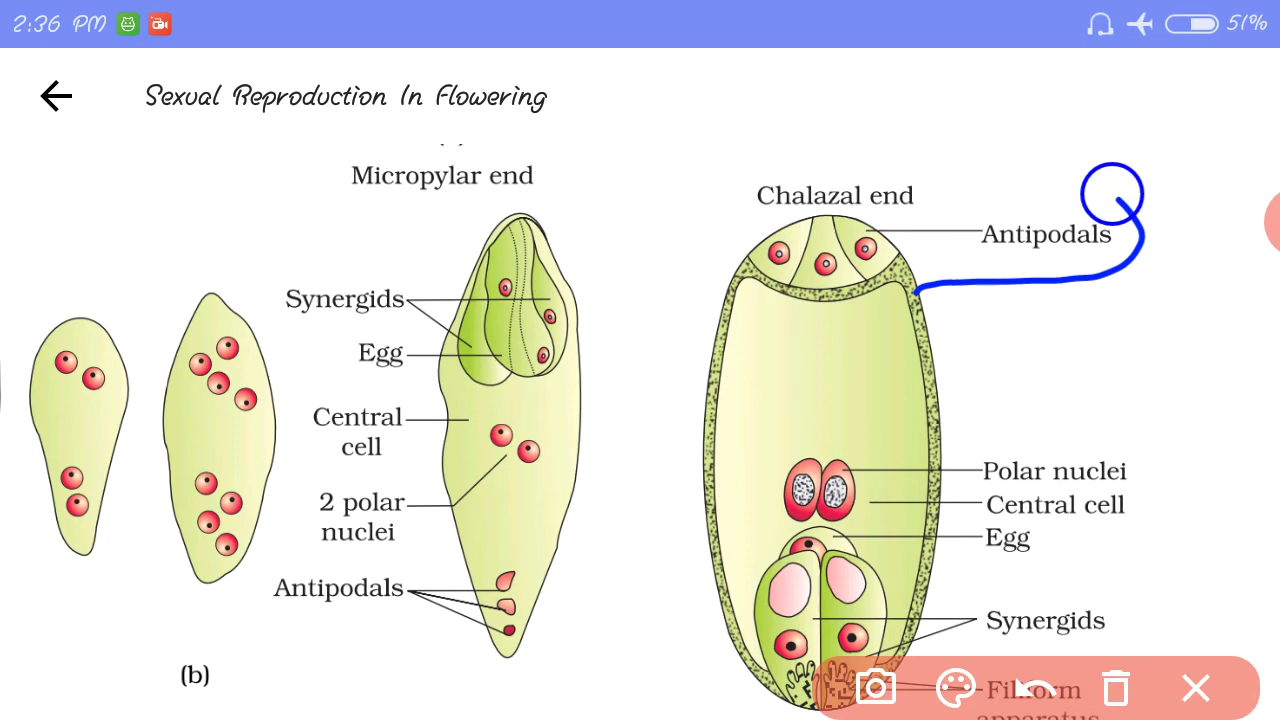 2:36 PM
51%
Sexual Reproduction In Flowering
Micropylar end
Synergids
Egg
Central
cell
2 polar
nuclei
Antipodals
(b)
Chalazal end
Antipodals
Polar nuclei
Central cell
Egg
Synergids
Filiform
apparatus